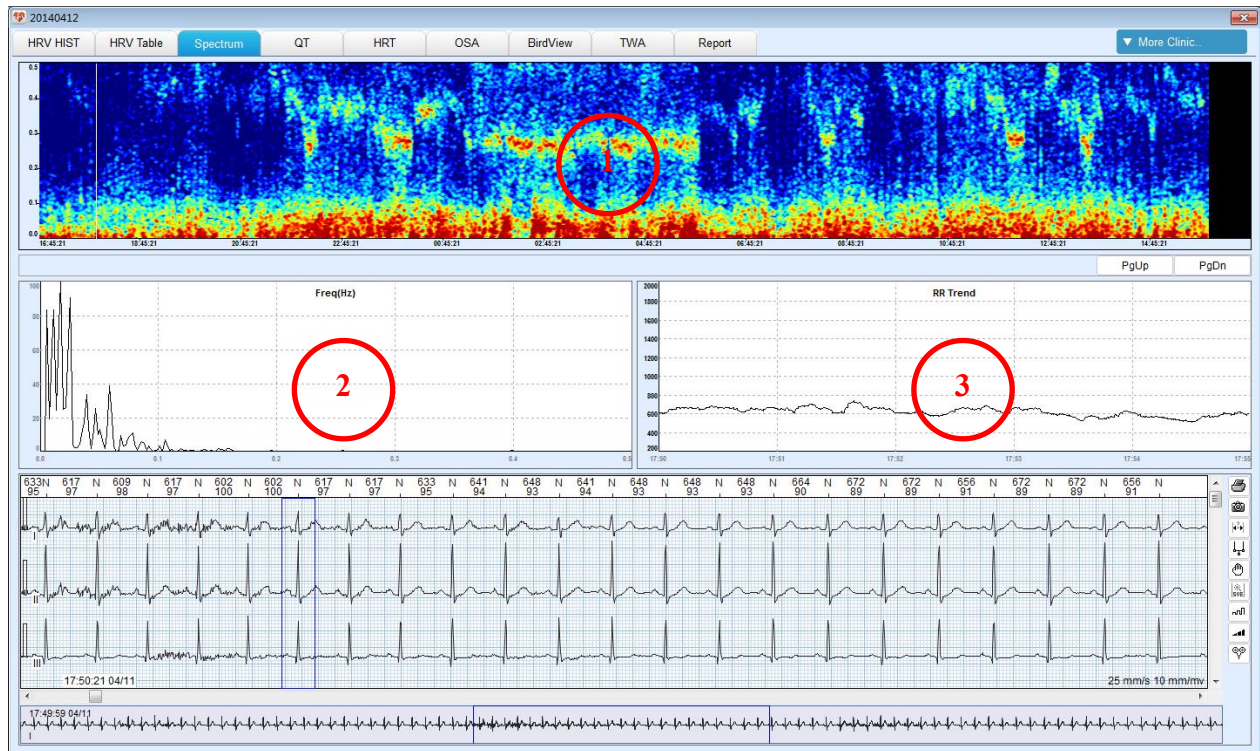 20140412
HRV HIST HRV Table Spectrum QT HRT OSA BirdView TWA Report ▼ More Clinic..
0.5
0.4
0.3
0.2
0.1
0.0
16:45:21 18:45:21 20:45:21 22:45:21 00:45:21 02:45:21 04:45:21 06:45:21 08:45:21 10:45:21 12:45:21 14:45:21
1
PgUp PgDn
Freq(Hz)
100
80
60
40
20
0
0.0 0.1 0.2 0.3 0.4 0.5
2
RR Trend
2000
1800
1600
1400
1200
1000
800
600
400
200
17:50 17:51 17:52 17:53 17:54 17:55
3
633N 617 N 609 N 617 N 602 N 602 N 617 N 617 N 633 N 641 N 648 N 641 N 648 N 648 N 648 N 664 N 672 N 672 N 656 N 672 N 672 N 656 N
95 97 98 97 100 100 97 97 95 94 93 94 93 93 93 90 89 89 91 89 89 91
I
II
III
17:50:21 04/11 25 mm/s 10 mm/mv
17:49:59 04/11
I
SVE